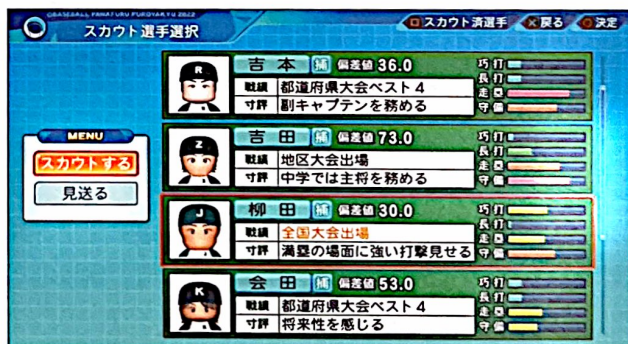 ©BASEBALL PAWAFURU PUROYAKYU 2022
スカウト選手選択
□スカウト済選手 ×戻る ○決定
MENU
スカウトする
見送る
R
吉本 捕 偏差値 36.0
戦績 都道府県大会ベスト4
寸評 副キャプテンを務める
巧打
長打
走塁
守備
Z
吉田 捕 偏差値 73.0
戦績 地区大会出場
寸評 中学では主将を務める
巧打
長打
走塁
守備
J
柳田 捕 偏差値 30.0
戦績 全国大会出場
寸評 満塁の場面に強い打撃見せる
巧打
長打
走塁
守備
K
会田 捕 偏差値 53.0
戦績 都道府県大会ベスト4
寸評 将来性を感じる
巧打
長打
走塁
守備